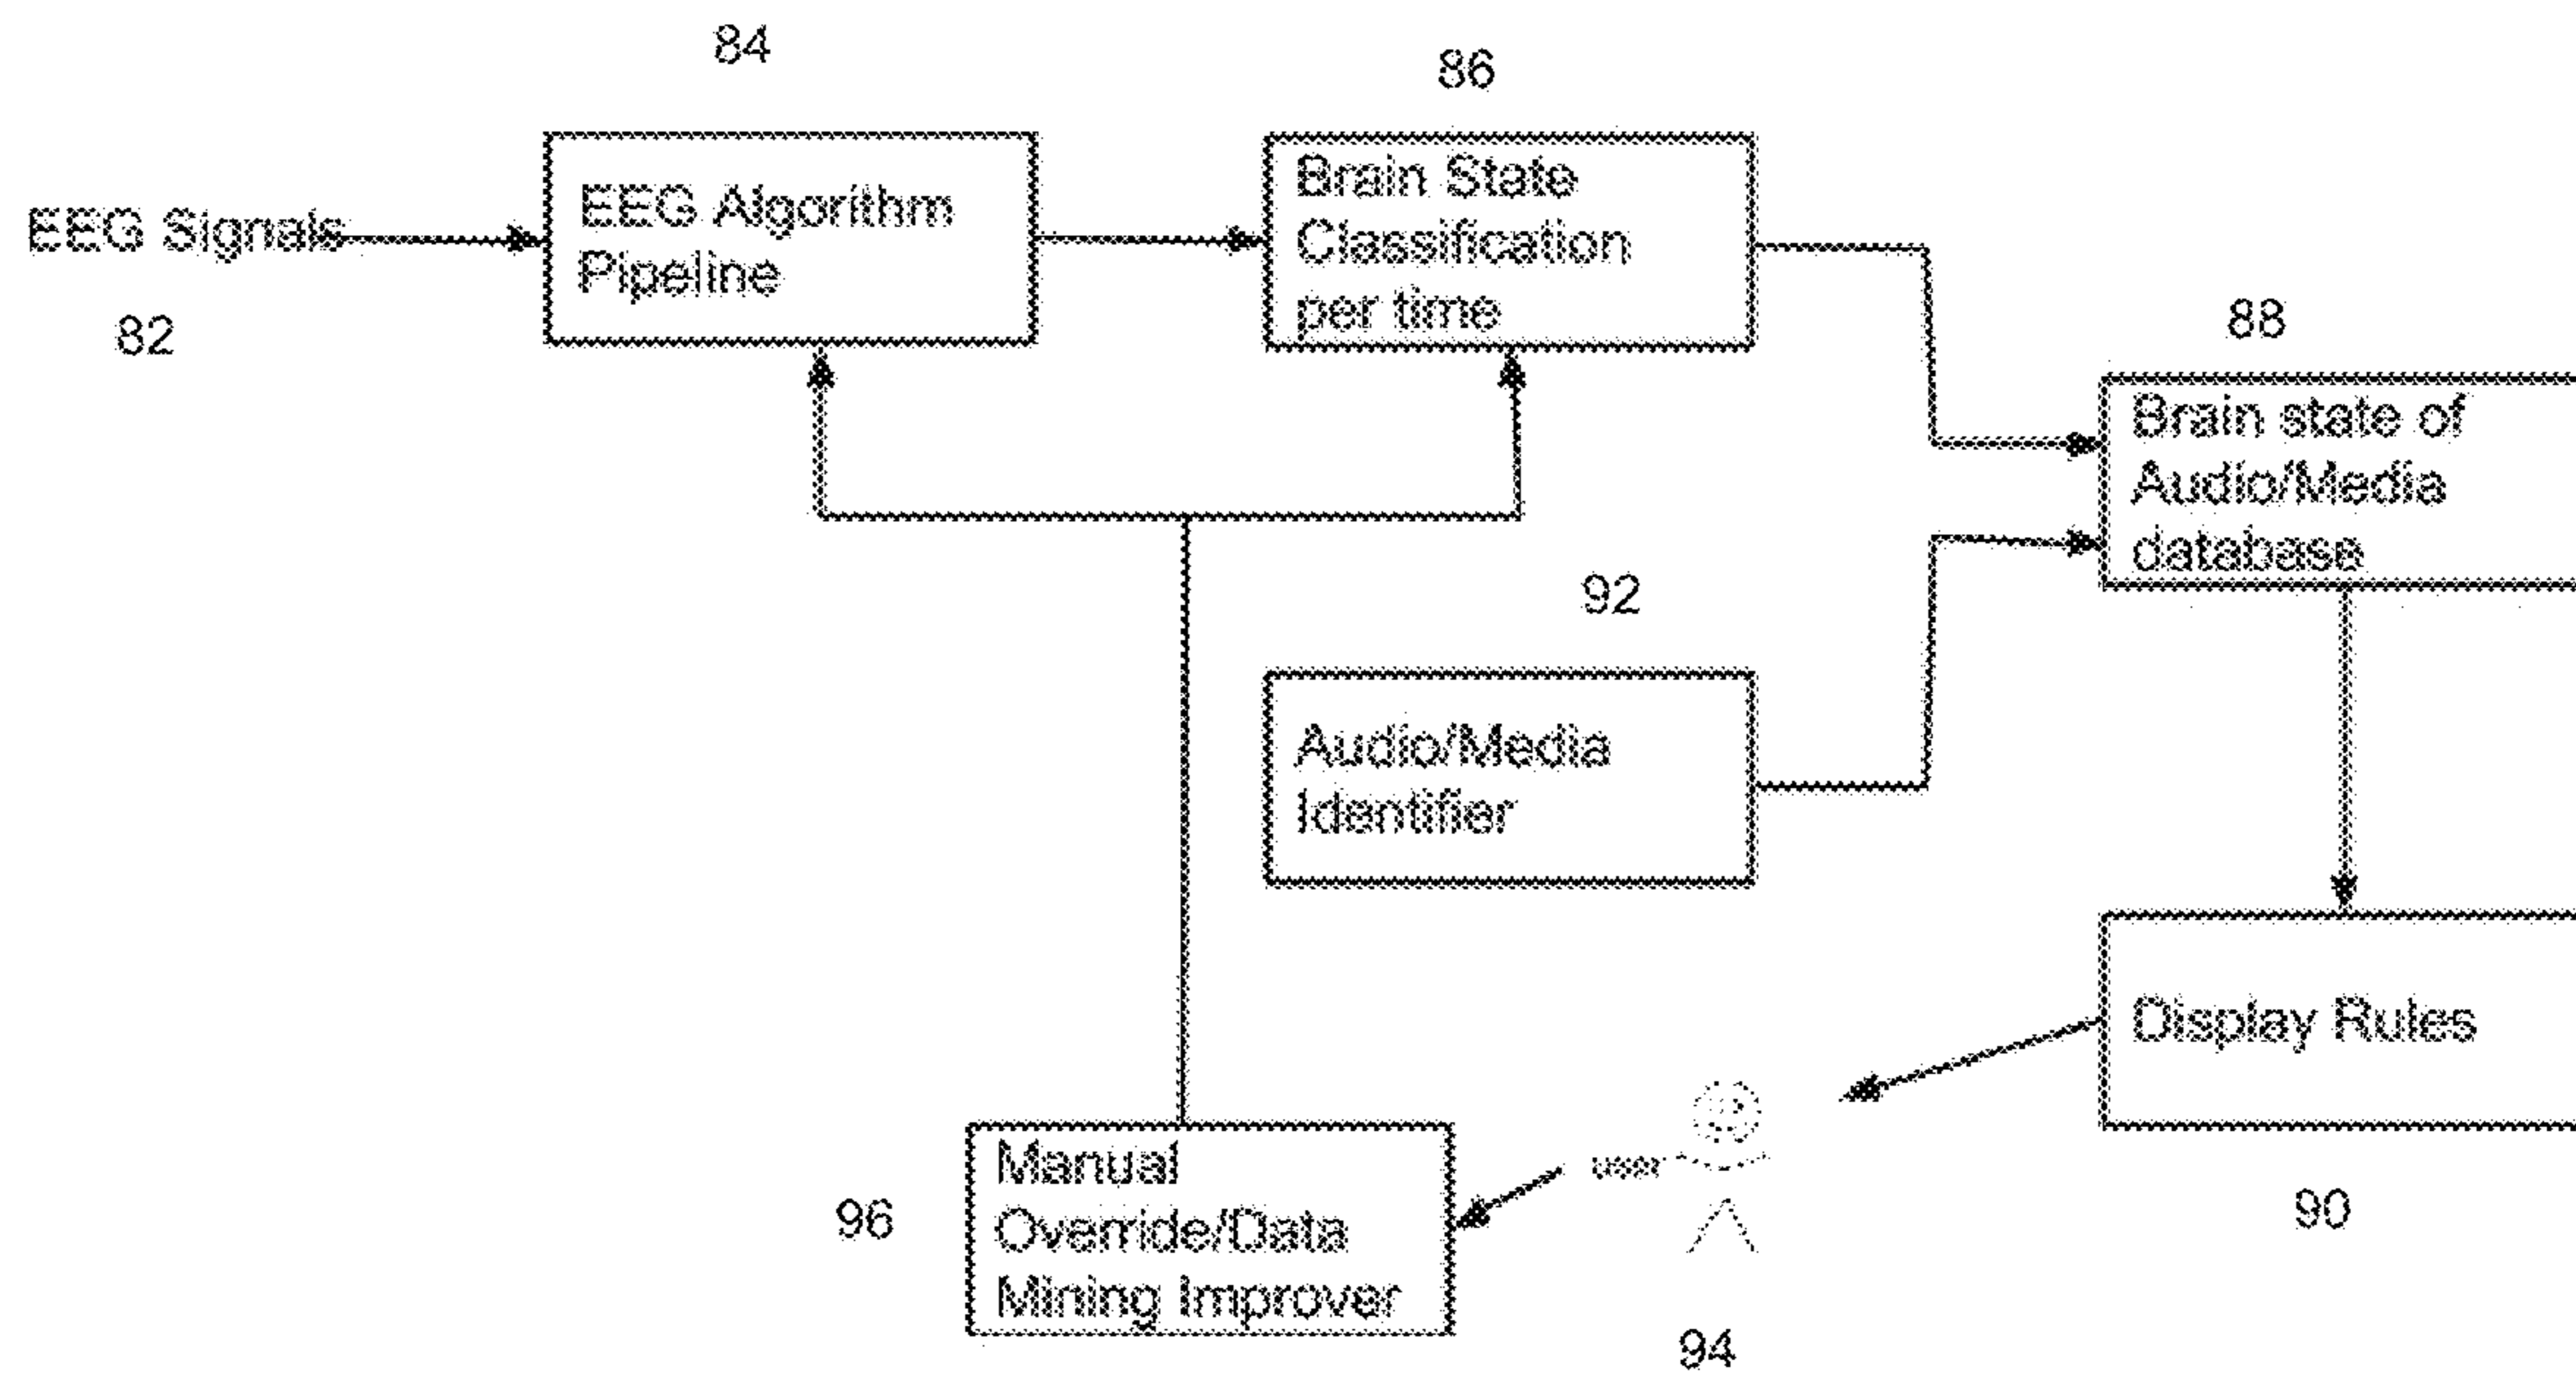 84
86
EEG Signals
82
EEG Algorithm
Pipeline
Brain State
Classification
per time
88
Brain state of
Audio/Media
database
92
Audio/Media
Identifier
Display Rules
90
user
94
96
Manual
Override/Data
Mining Improver